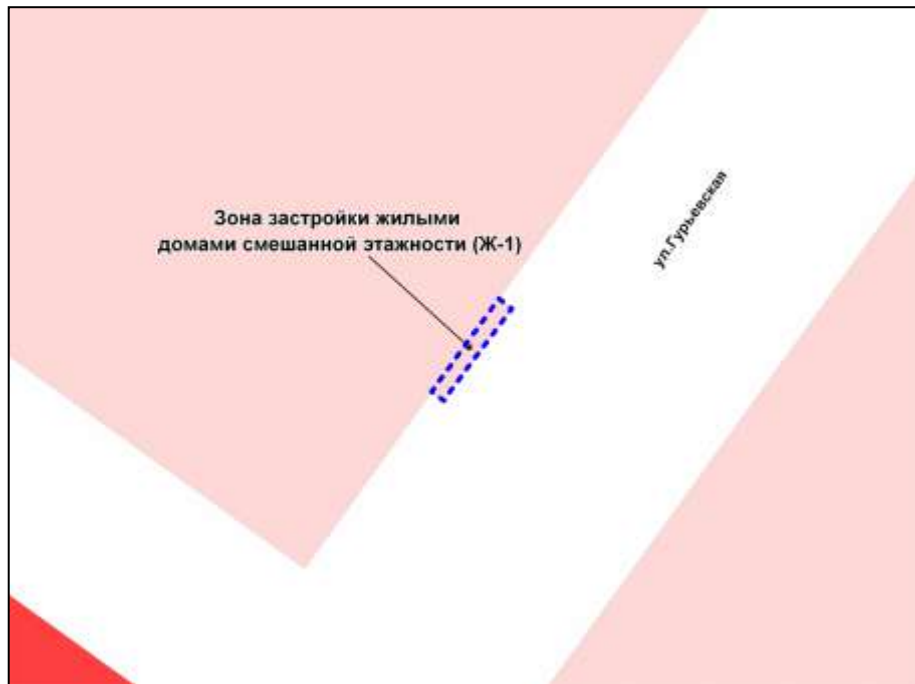 Зона застройки жилыми
домами смешанной этажности (Ж-1)
ул.Гурьевская